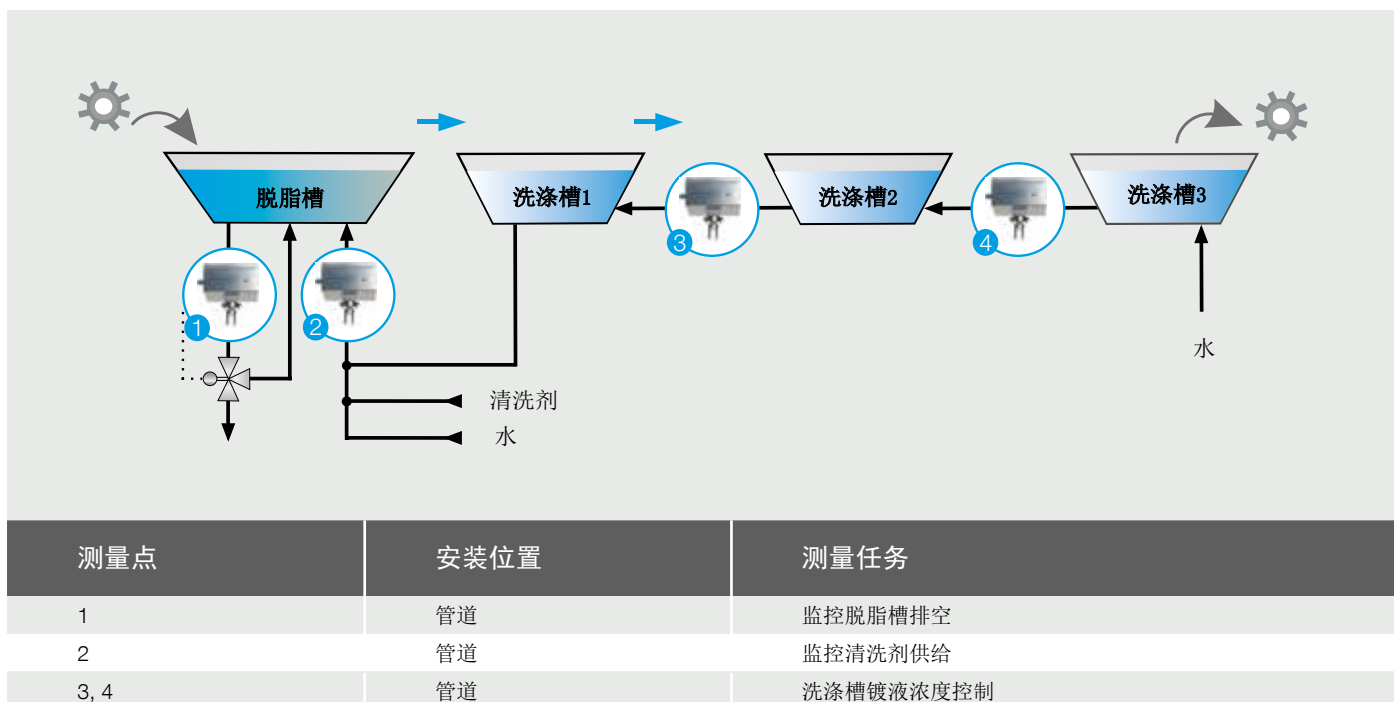 脱脂槽
洗涤槽1
洗涤槽2
洗涤槽3
3
4
1
2
水
清洗剂
水
测量点 安装位置 测量任务
1 管道 监控脱脂槽排空
2 管道 监控清洗剂供给
3, 4 管道 洗涤槽镀液浓度控制